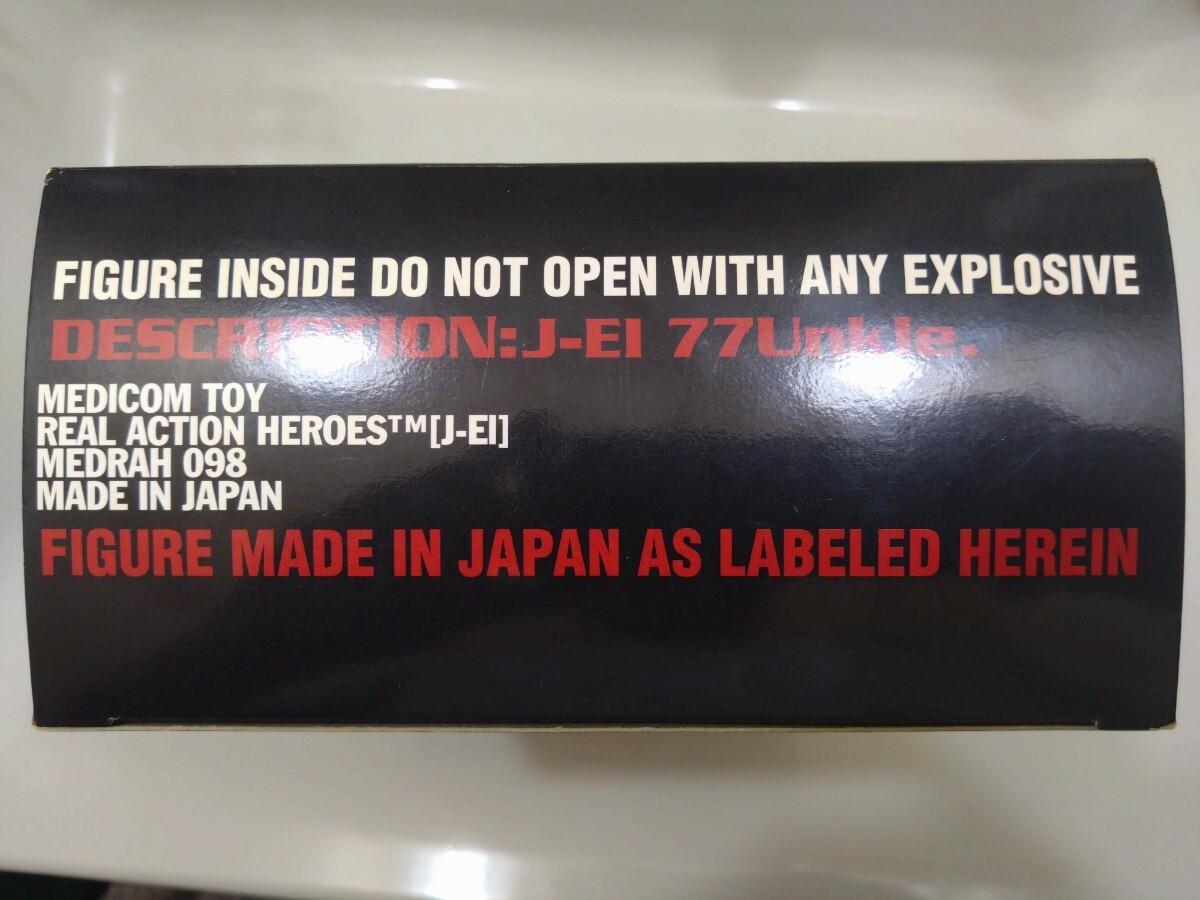 FIGURE INSIDE DO NOT OPEN WITH ANY EXPLOSIVE
DESCRIPTION:J-EI 77Unkle.
MEDICOM TOY
REAL ACTION HEROES™[J-EI]
MEDRAH 098
MADE IN JAPAN
FIGURE MADE IN JAPAN AS LABELED HEREIN